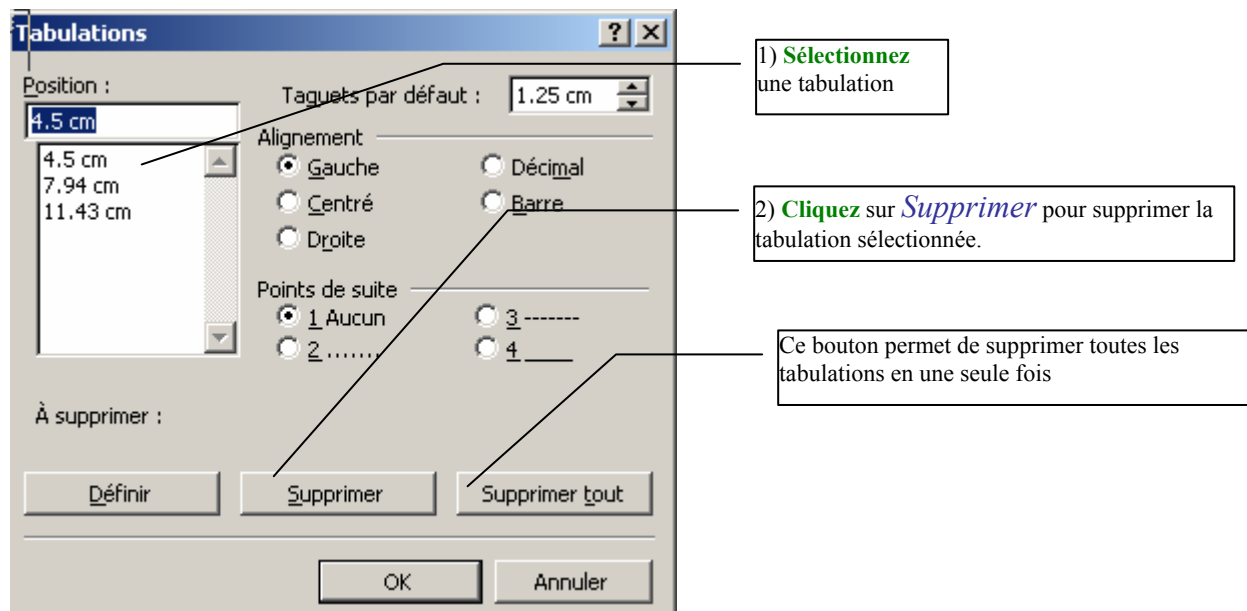 Tabulations
Position :
Taquets par défaut :
1.25 cm
4.5 cm
4.5 cm
7.94 cm
11.43 cm
Alignement
Gauche
Décimal
Centré
Barre
Droite
Points de suite
1 Aucun
3 -------
2 .......
4 ____
À supprimer :
Définir
Supprimer
Supprimer tout
OK
Annuler
1) Sélectionnez
une tabulation
2) Cliquez sur Supprimer pour supprimer la
tabulation sélectionnée.
Ce bouton permet de supprimer toutes les
tabulations en une seule fois